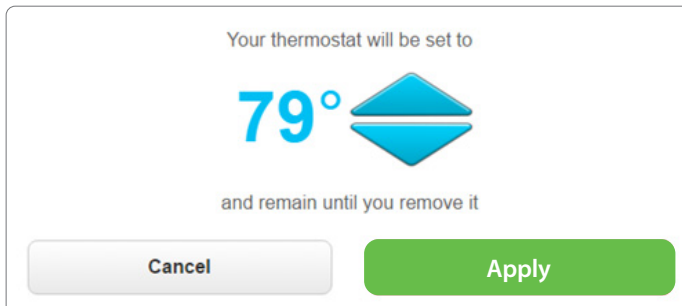 Your thermostat will be set to
79°
and remain until you remove it
Cancel Apply